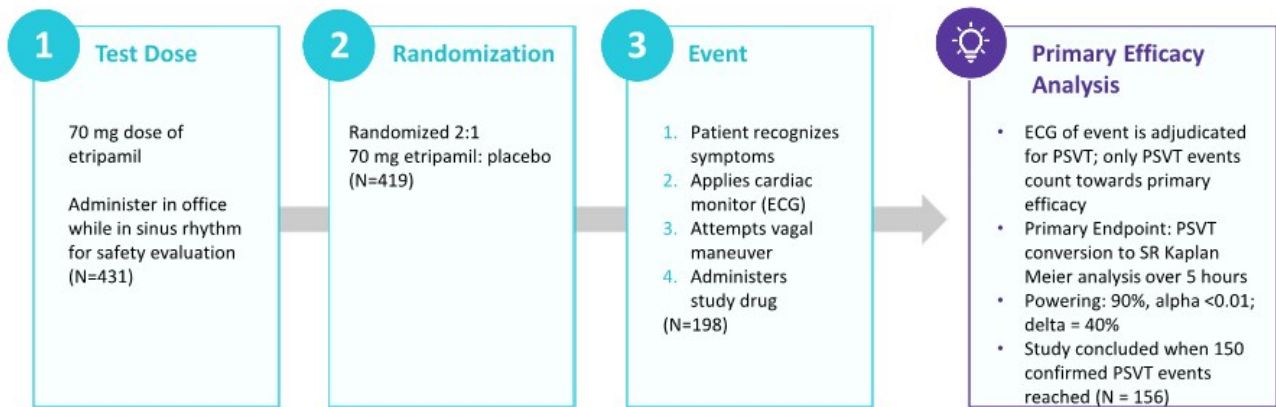 1
Test Dose
70 mg dose of
etripamil
Administer in office
while in sinus rhythm
for safety evaluation
(N=431)
2
Randomization
Randomized 2:1
70 mg etripamil: placebo
(N=419)
3
Event
1. Patient recognizes
symptoms
2. Applies cardiac
monitor (ECG)
3. Attempts vagal
maneuver
4. Administers
study drug
(N=198)
Primary Efficacy
Analysis
• ECG of event is adjudicated
for PSVT; only PSVT events
count towards primary
efficacy
• Primary Endpoint: PSVT
conversion to SR Kaplan
Meier analysis over 5 hours
• Powering: 90%, alpha <0.01;
delta = 40%
• Study concluded when 150
confirmed PSVT events
reached (N = 156)